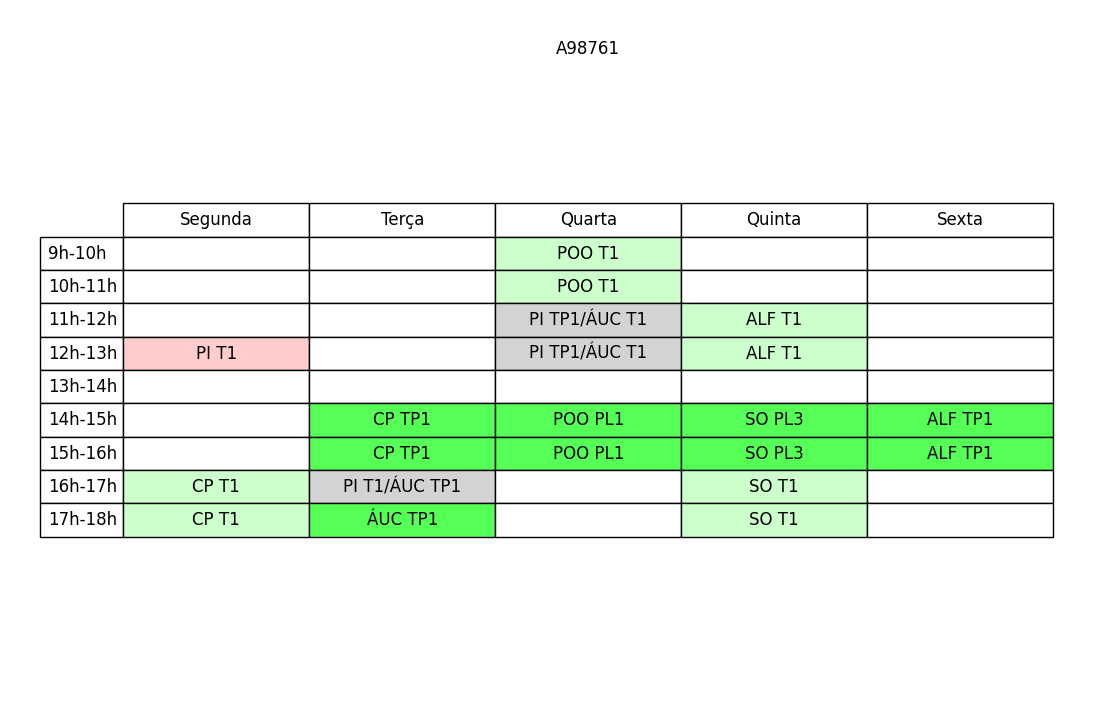 A98761
Segunda Terça Quarta Quinta Sexta
9h-10h POO T1
10h-11h POO T1
11h-12h PI TP1/ÁUC T1 ALF T1
12h-13h PI T1 PI TP1/ÁUC T1 ALF T1
13h-14h
14h-15h CP TP1 POO PL1 SO PL3 ALF TP1
15h-16h CP TP1 POO PL1 SO PL3 ALF TP1
16h-17h CP T1 PI T1/ÁUC TP1 SO T1
17h-18h CP T1 ÁUC TP1 SO T1